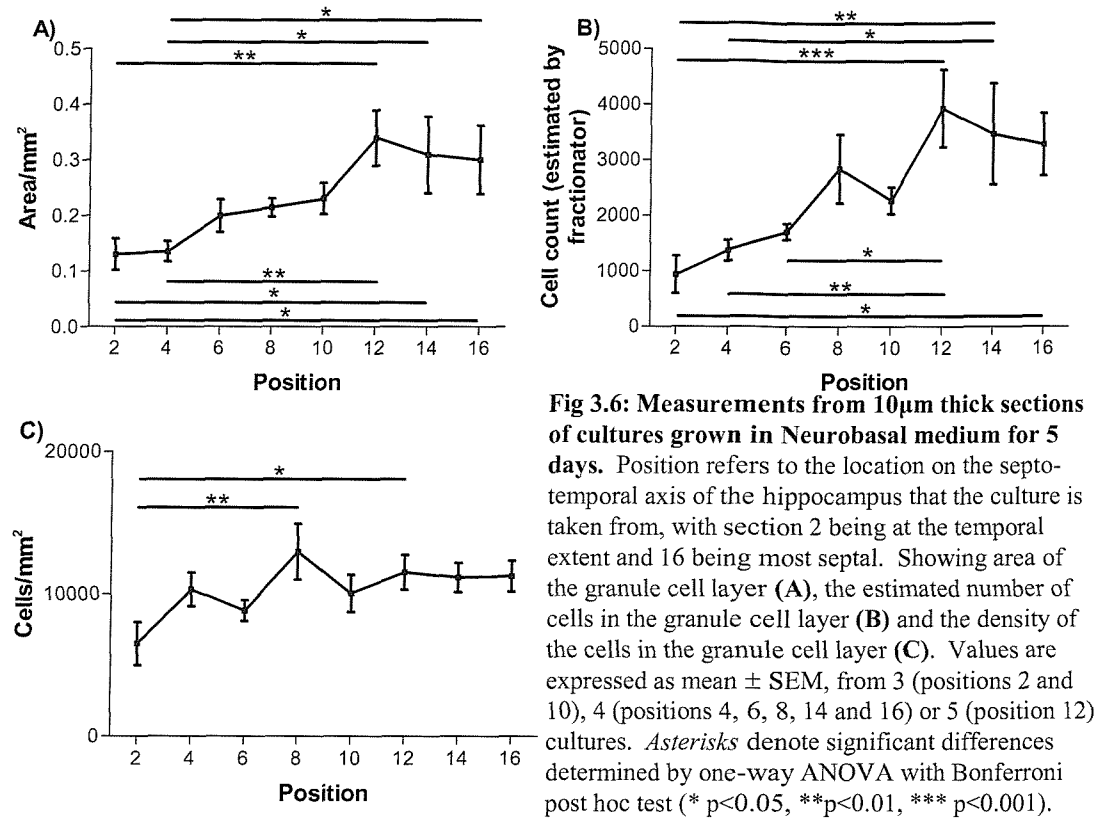 A)
*
*
**
0.5
0.4
0.3
0.2
0.1
0.0
Area/mm²
**
*
*
2 4 6 8 10 12 14 16
Position
B)
**
*
***
5000
4000
3000
2000
1000
0
Cell count (estimated by
fractionator)
*
**
*
2 4 6 8 10 12 14 16
Position
C)
20000
10000
0
Cells/mm²
*
**
2 4 6 8 10 12 14 16
Position
Fig 3.6: Measurements from 10µm thick sections
of cultures grown in Neurobasal medium for 5
days. Position refers to the location on the septo-
temporal axis of the hippocampus that the culture is
taken from, with section 2 being at the temporal
extent and 16 being most septal. Showing area of
the granule cell layer (A), the estimated number of
cells in the granule cell layer (B) and the density of
the cells in the granule cell layer (C). Values are
expressed as mean ± SEM, from 3 (positions 2 and
10), 4 (positions 4, 6, 8, 14 and 16) or 5 (position 12)
cultures. Asterisks denote significant differences
determined by one-way ANOVA with Bonferroni
post hoc test (* p<0.05, **p<0.01, *** p<0.001).